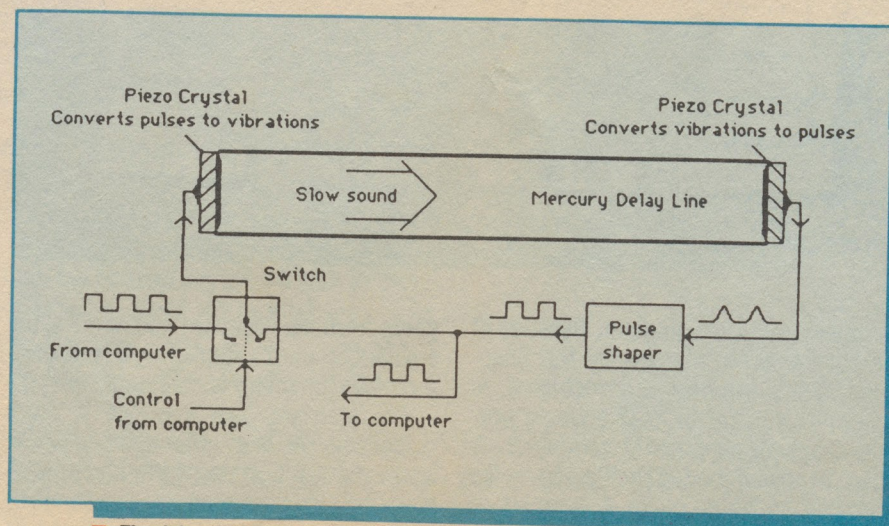 Piezo Crystal
Converts pulses to vibrations
Piezo Crystal
Converts vibrations to pulses
Slow sound
Mercury Delay Line
Switch
From computer
Control
from computer
To computer
Pulse
shaper